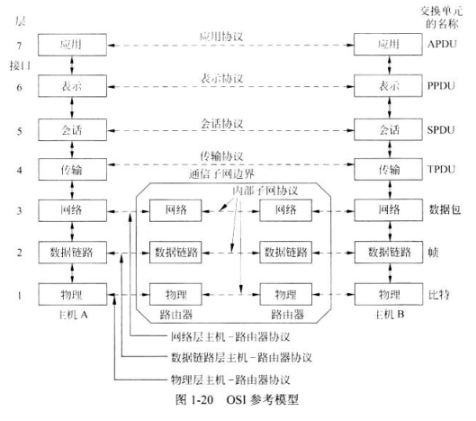 层
交换单元
的名称
7 应用 应用协议 应用 APDU
接口
6 表示 表示协议 表示 PPDU
5 会话 会话协议 会话 SPDU
4 传输 传输协议 传输 TPDU
通信子网边界
内部子网协议
3 网络 网络 网络 网络 数据包
2 数据链路 数据链路 数据链路 数据链路 帧
1 物理 物理 物理 物理 比特
主机A 路由器 路由器 主机B
网络层主机-路由器协议
数据链路层主机-路由器协议
物理层主机-路由器协议
图 1-20 OSI 参考模型